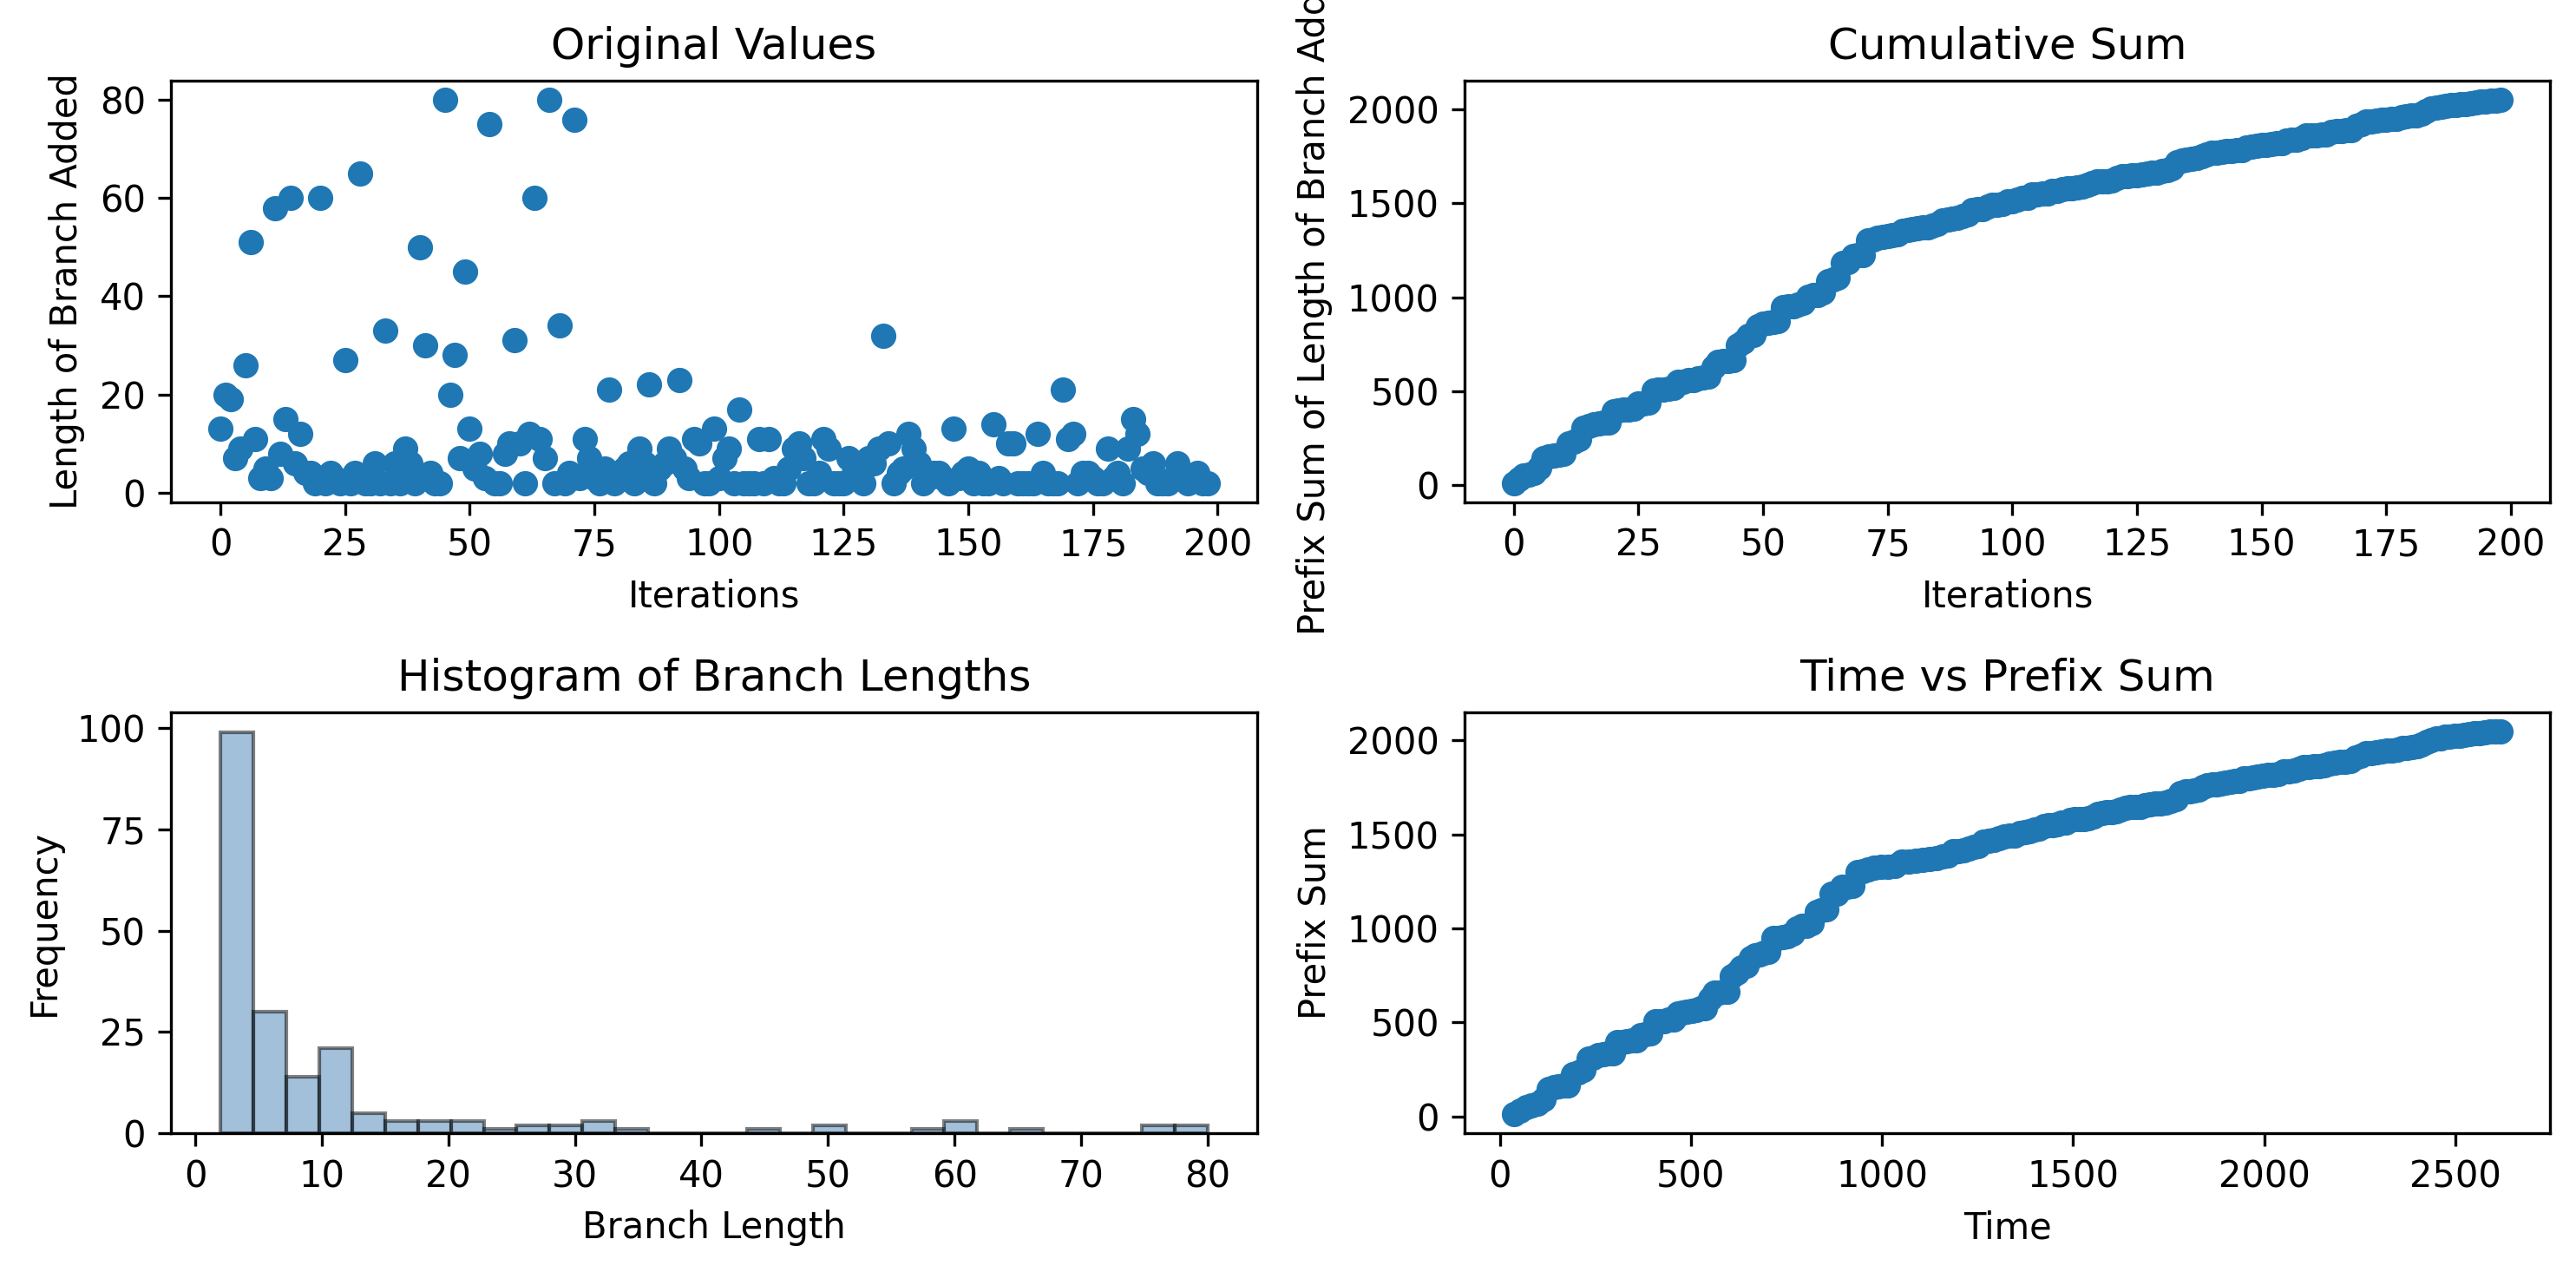 Original Values
Length of Branch Added
80
60
40
20
0
0 25 50 75 100 125 150 175 200
Iterations
Cumulative Sum
Prefix Sum of Length of Branch
2000
1500
1000
500
0
0 25 50 75 100 125 150 175 200
Iterations
Histogram of Branch Lengths
Frequency
100
75
50
25
0
0 10 20 30 40 50 60 70 80
Branch Length
Time vs Prefix Sum
Prefix Sum
2000
1500
1000
500
0
0 500 1000 1500 2000 2500
Time